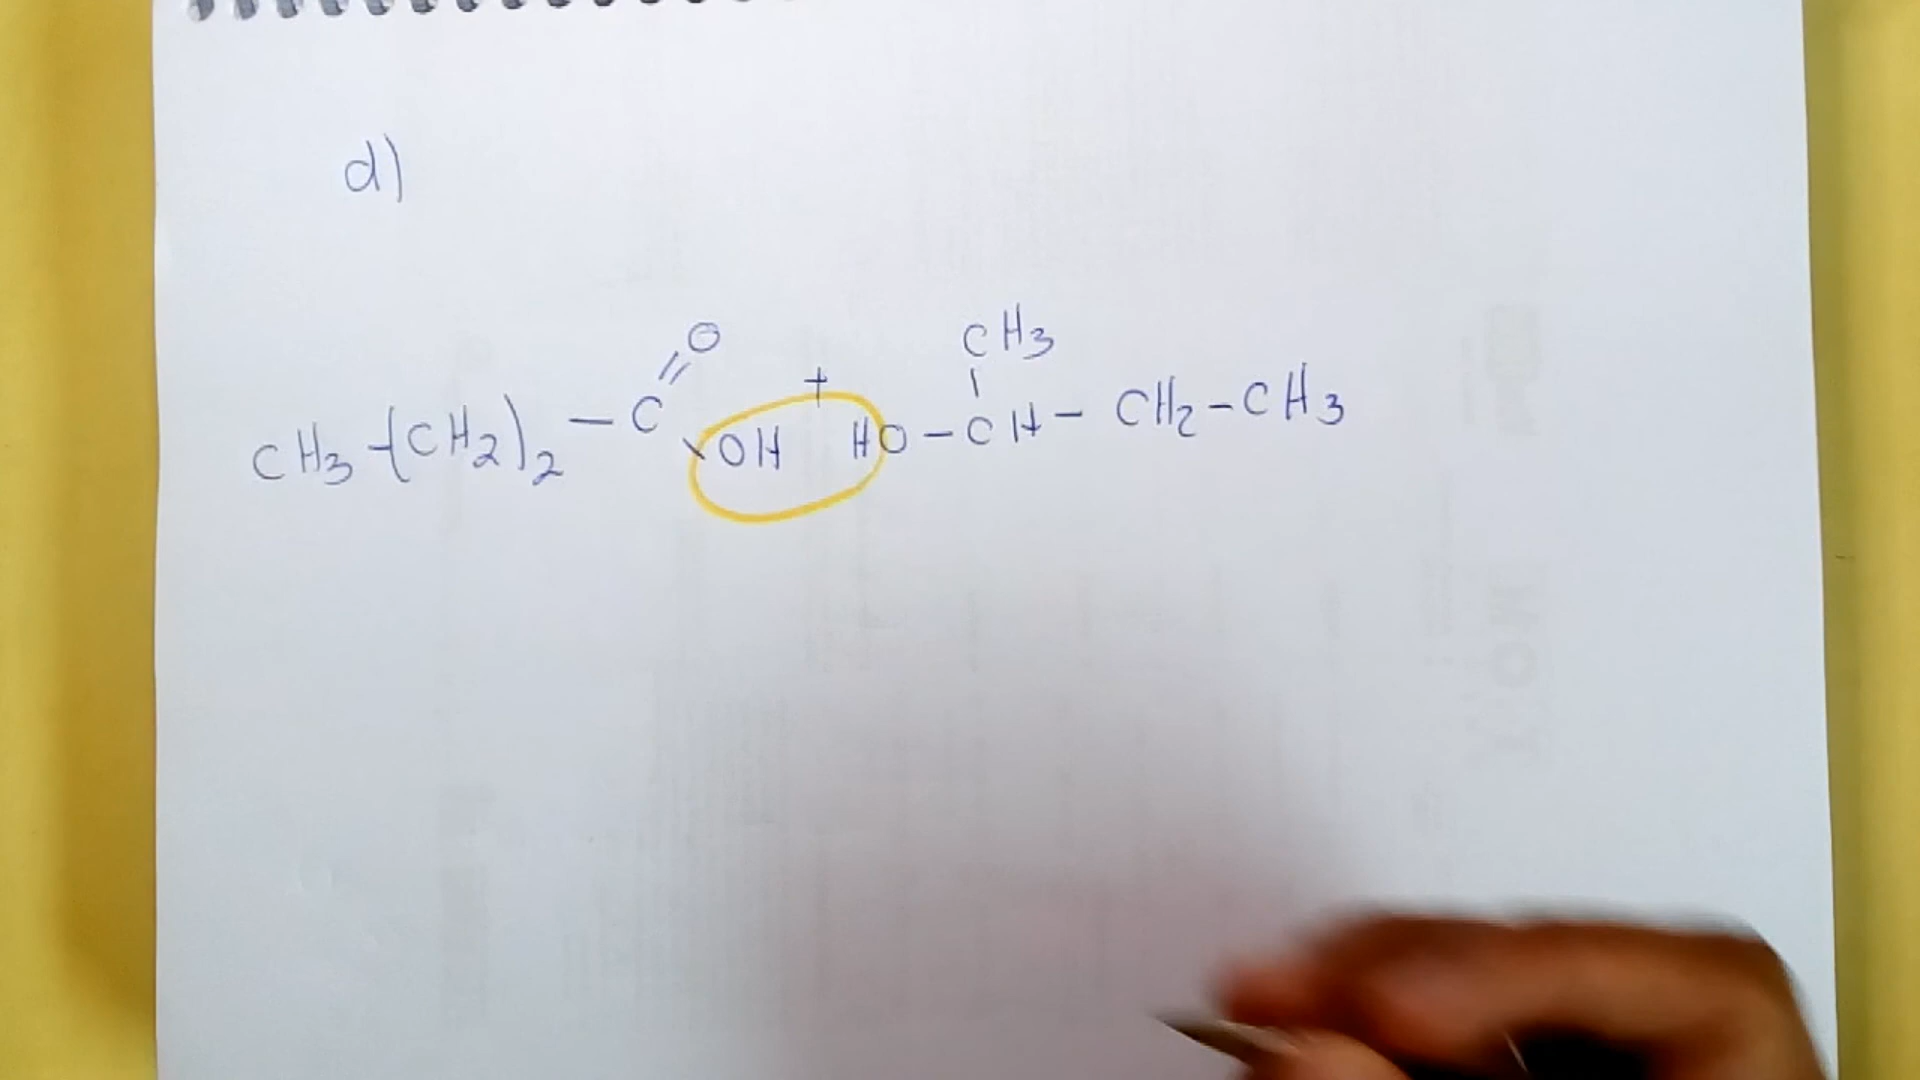 d)
O
CH3
CH3-(CH2)2 - C OH + HO - CH - CH2 - CH3